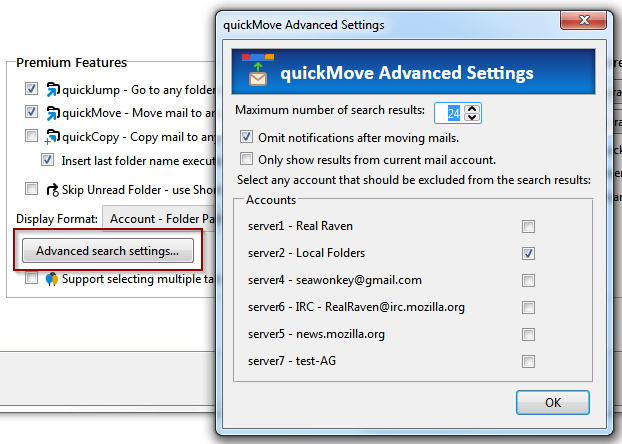 Premium Features
quickJump - Go to any folder
quickMove - Move mail to an
quickCopy - Copy mail to any
Insert last folder name execut
Skip Unread Folder - use Sho
Display Format: Account - Folder Pa
Advanced search settings...
Support selecting multiple ta
quickMove Advanced Settings
quickMove Advanced Settings
Maximum number of search results: 24
Omit notifications after moving mails.
Only show results from current mail account.
Select any account that should be excluded from the search results:
Accounts
server1 - Real Raven
server2 - Local Folders
server4 - seawonkey@gmail.com
server6 - IRC - RealRaven@irc.mozilla.org
server5 - news.mozilla.org
server7 - test-AG
OK